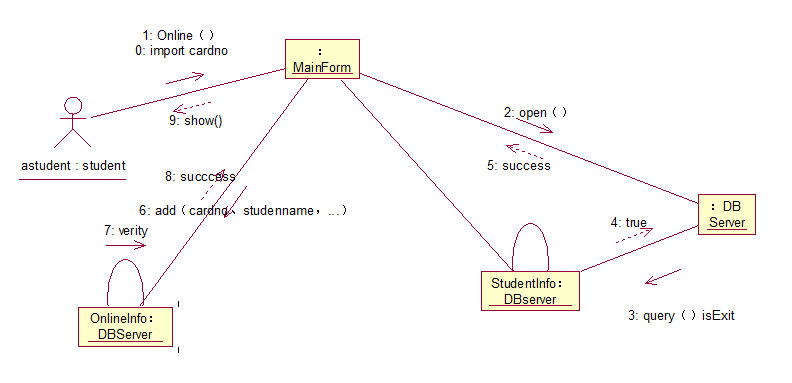 1: Online（）
0: import cardno
：
MainForm
9: show()
2: open（）
5: success
astudent : student
8: succcess
6: add（cardno、studenname，...）
7: verity
：DB
Server
4: true
StudentInfo：
DBserver
OnlineInfo：
DBServer
3: query（）isExit